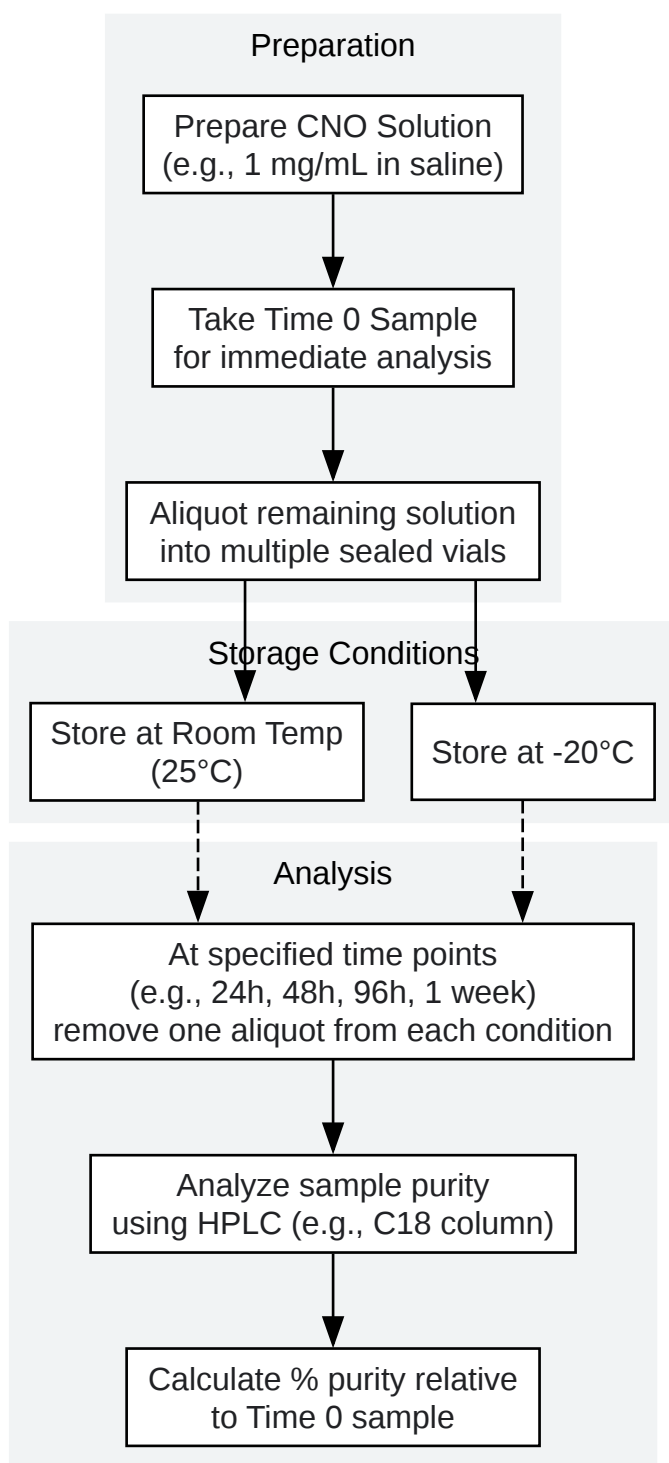 Preparation
Prepare CNO Solution
(e.g., 1 mg/mL in saline)
Take Time 0 Sample
for immediate analysis
Aliquot remaining solution
into multiple sealed vials
Storage Conditions
Store at Room Temp
(25°C)
Store at -20°C
Analysis
At specified time points
(e.g., 24h, 48h, 96h, 1 week)
remove one aliquot from each condition
Analyze sample purity
using HPLC (e.g., C18 column)
Calculate % purity relative
to Time 0 sample